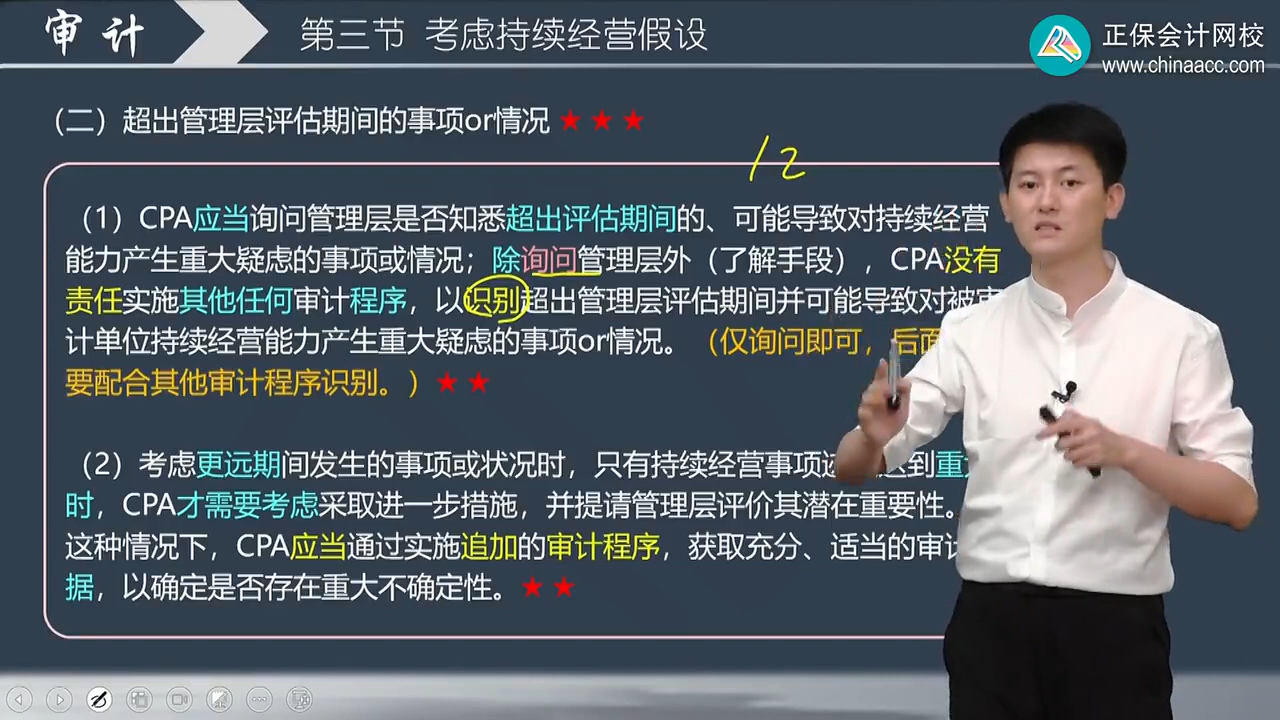 审计
第三节 考虑持续经营假设
正保会计网校
www.chinaacc.com
（二）超出管理层评估期间的事项or情况 ★ ★ ★
12
（1）CPA应当询问管理层是否知悉超出评估期间的、可能导致对持续经营
能力产生重大疑虑的事项或情况；除询问管理层外（了解手段），CPA没有
责任实施其他任何审计程序，以识别超出管理层评估期间并可能导致对被审
计单位持续经营能力产生重大疑虑的事项or情况。（仅询问即可，后面
要配合其他审计程序识别。）★ ★
（2）考虑更远期间发生的事项或状况时，只有持续经营事项达到重
时，CPA才需要考虑采取进一步措施，并提请管理层评价其潜在重要性。
这种情况下，CPA应当通过实施追加的审计程序，获取充分、适当的审计
据，以确定是否存在重大不确定性。★ ★